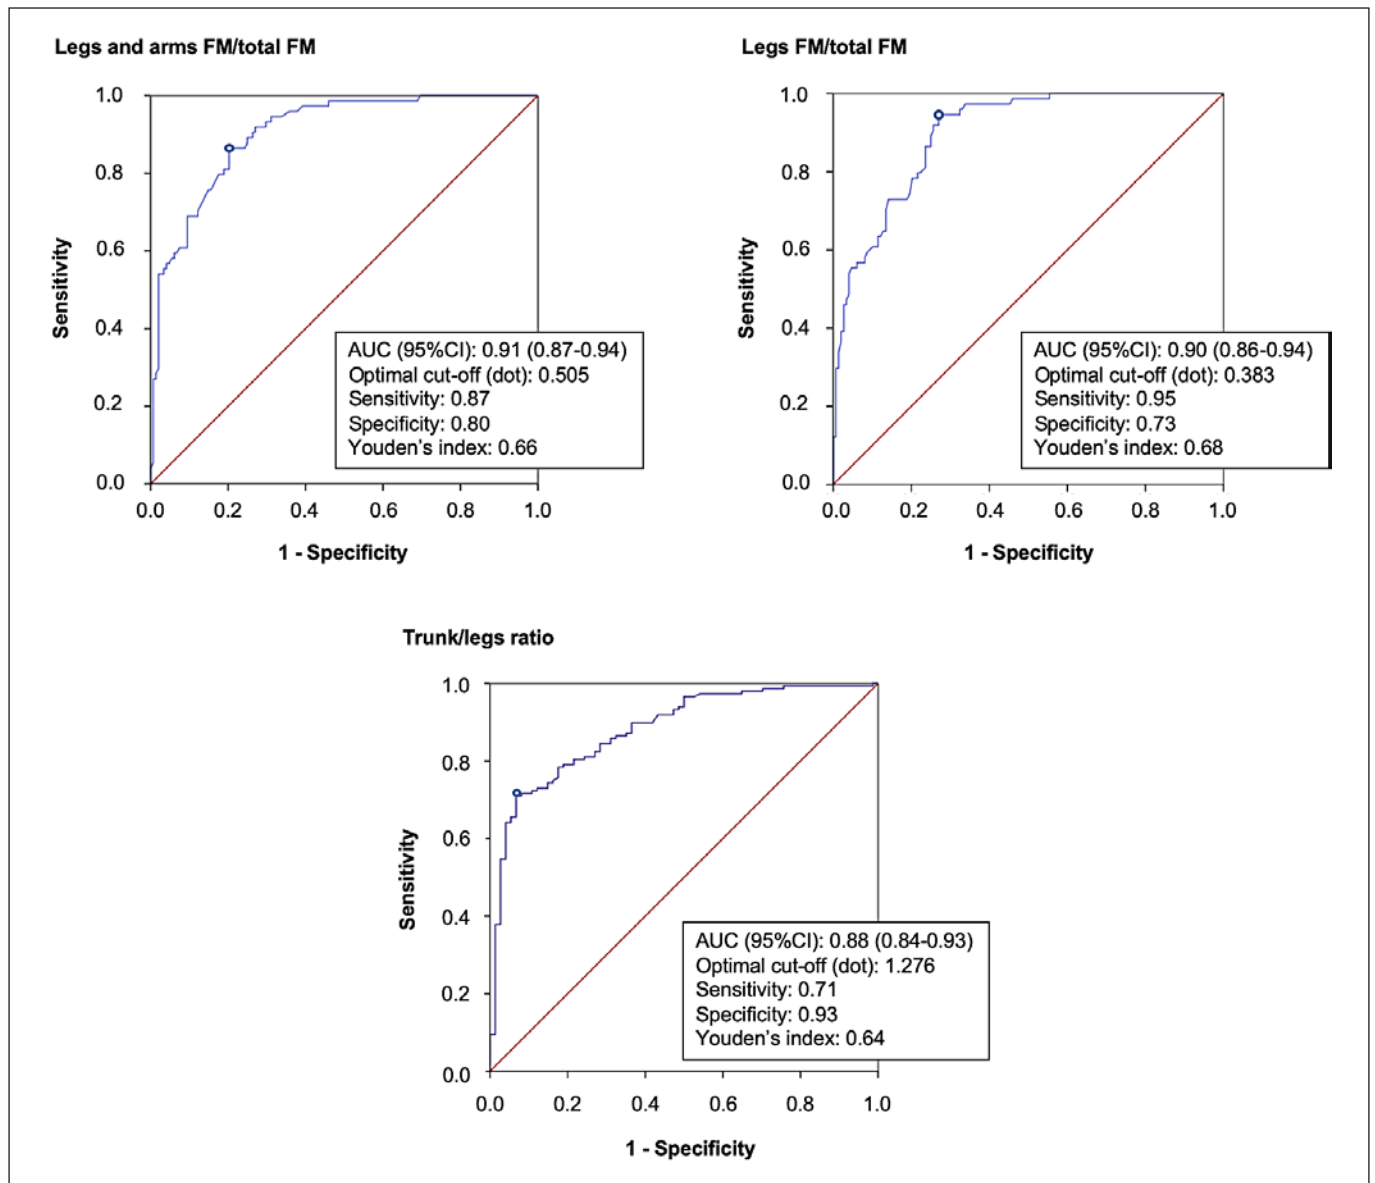 Legs and arms FM/total FM
1.0
0.8
0.6
0.4
0.2
0.0
Sensitivity
0.0 0.2 0.4 0.6 0.8 1.0
1 - Specificity
AUC (95%CI): 0.91 (0.87-0.94)
Optimal cut-off (dot): 0.505
Sensitivity: 0.87
Specificity: 0.80
Youden's index: 0.66
Legs FM/total FM
1.0
0.8
0.6
0.4
0.2
0.0
Sensitivity
0.0 0.2 0.4 0.6 0.8 1.0
1 - Specificity
AUC (95%CI): 0.90 (0.86-0.94)
Optimal cut-off (dot): 0.383
Sensitivity: 0.95
Specificity: 0.73
Youden's index: 0.68
Trunk/legs ratio
1.0
0.8
0.6
0.4
0.2
0.0
Sensitivity
0.0 0.2 0.4 0.6 0.8 1.0
1 - Specificity
AUC (95%CI): 0.88 (0.84-0.93)
Optimal cut-off (dot): 1.276
Sensitivity: 0.71
Specificity: 0.93
Youden's index: 0.64